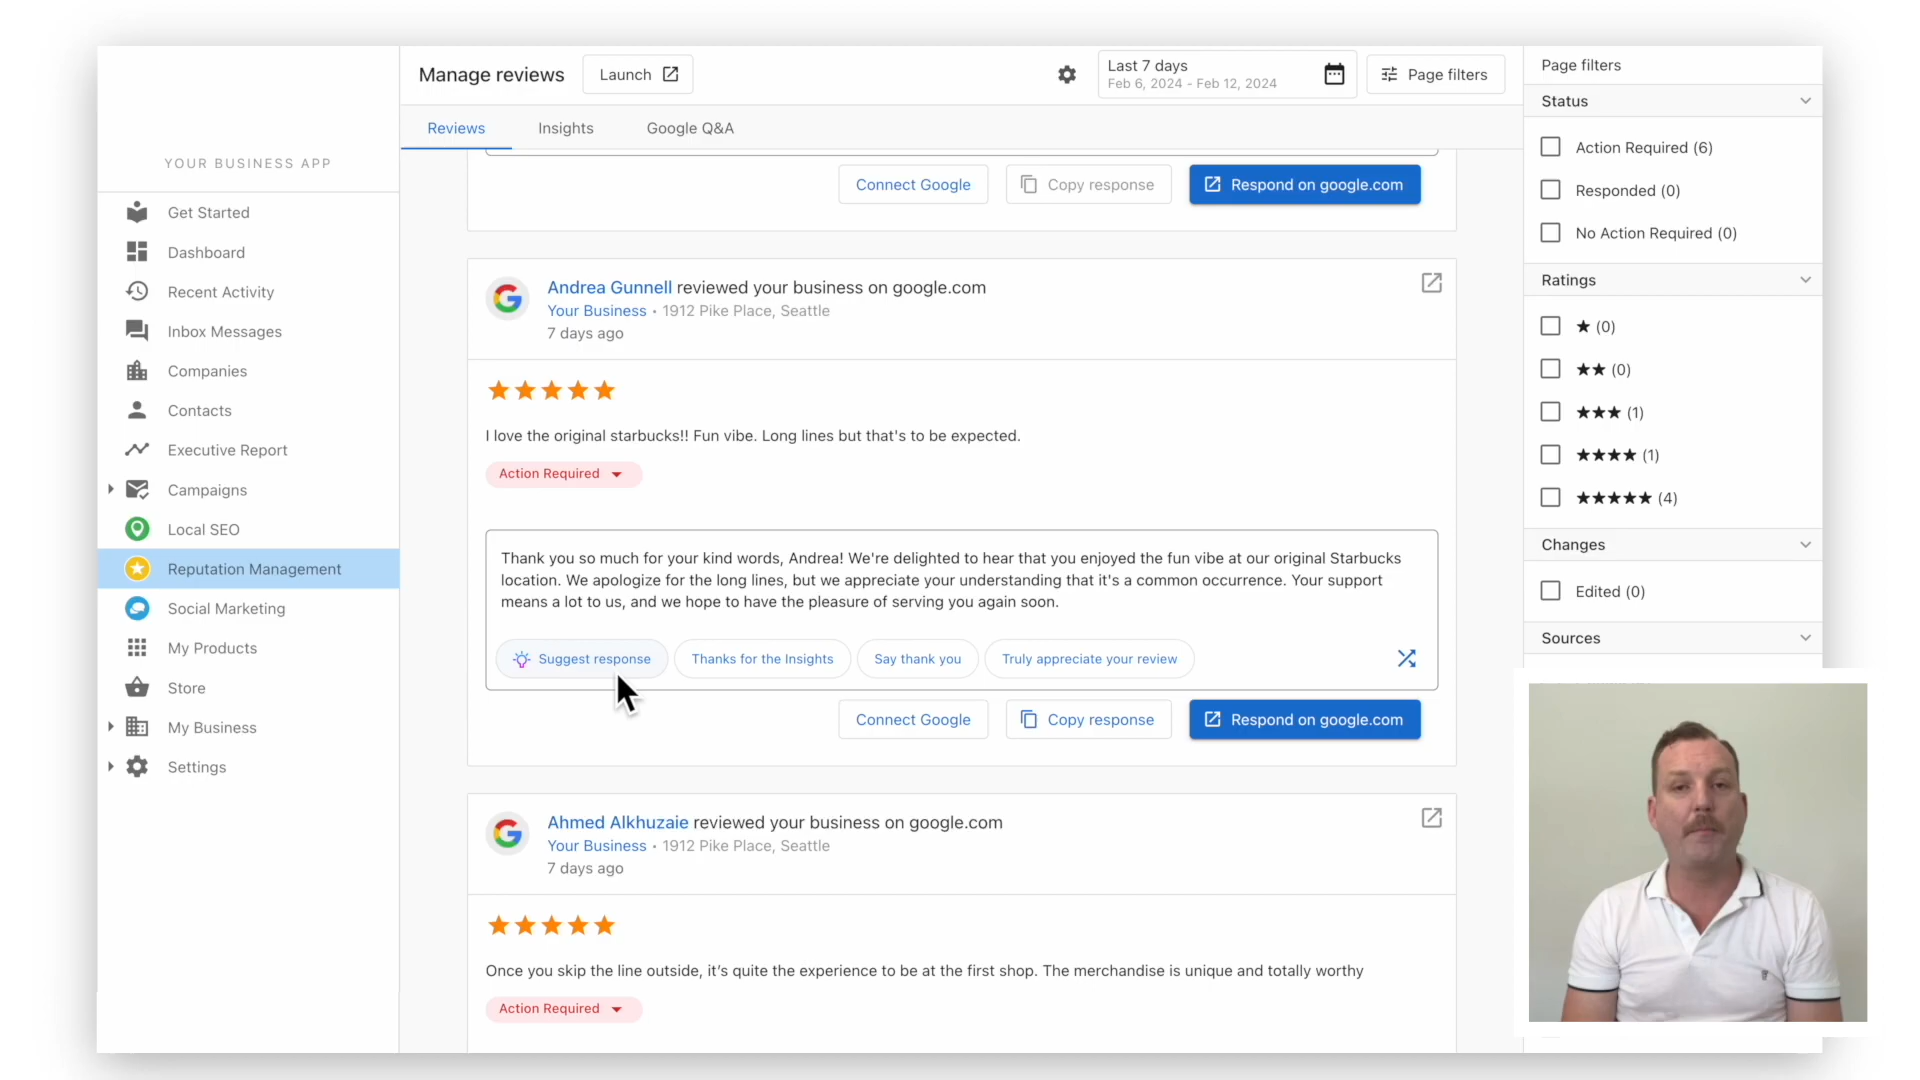 YOUR BUSINESS APP
Get Started
Dashboard
Recent Activity
Inbox Messages
Companies
Contacts
Executive Report
Campaigns
Local SEO
Reputation Management
Social Marketing
My Products
Store
My Business
Settings
Manage reviews
Launch
Last 7 days
Feb 6, 2024 - Feb 12, 2024
Page filters
Reviews
Insights
Google Q&A
Connect Google
Copy response
Respond on google.com
Andrea Gunnell reviewed your business on google.com
Your Business • 1912 Pike Place, Seattle
7 days ago
I love the original starbucks!! Fun vibe. Long lines but that's to be expected.
Action Required
Thank you so much for your kind words, Andrea! We're delighted to hear that you enjoyed the fun vibe at our original Starbucks
location. We apologize for the long lines, but we appreciate your understanding that it's a common occurrence. Your support
means a lot to us, and we hope to have the pleasure of serving you again soon.
Suggest response
Thanks for the Insights
Say thank you
Truly appreciate your review
Connect Google
Copy response
Respond on google.com
Ahmed Alkhuzaie reviewed your business on google.com
Your Business • 1912 Pike Place, Seattle
7 days ago
Once you skip the line outside, it's quite the experience to be at the first shop. The merchandise is unique and totally worthy
Action Required
Page filters
Status
Action Required (6)
Responded (0)
No Action Required (0)
Ratings
★ (0)
★★ (0)
★★★ (1)
★★★★ (1)
★★★★★ (4)
Changes
Edited (0)
Sources